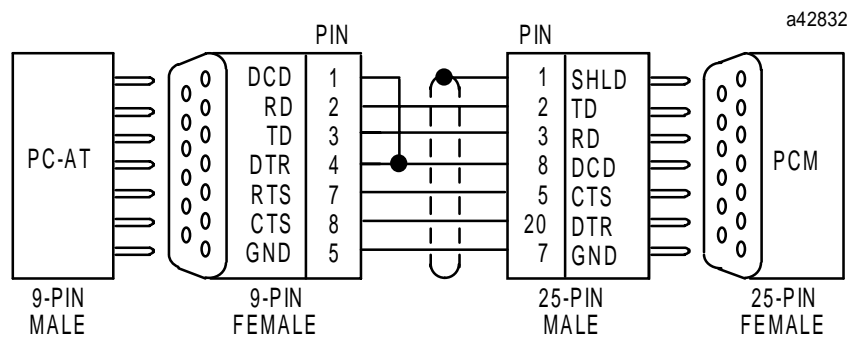 a42832
PIN PIN
DCD 1 1 SHLD
RD 2 2 TD
TD 3 3 RD
PC-AT DTR 4 8 DCD PCM
RTS 7 5 CTS
CTS 8 20 DTR
GND 5 7 GND
9-PIN 9-PIN 25-PIN 25-PIN
MALE FEMALE MALE FEMALE